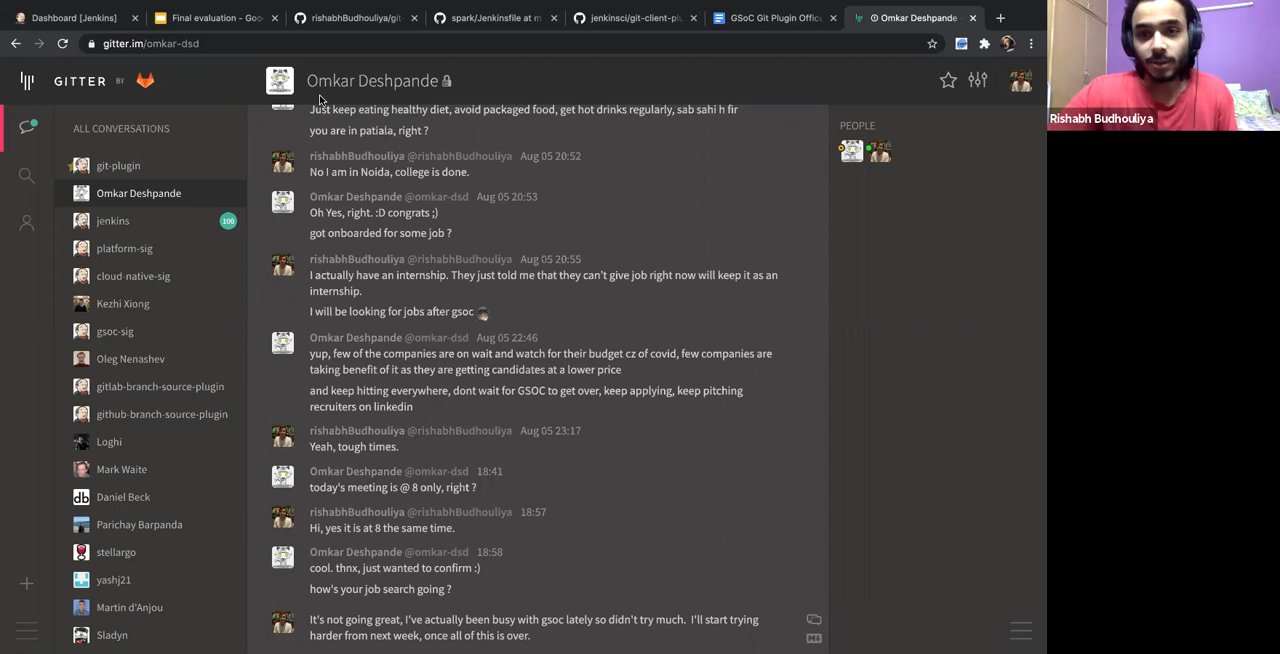 Dashboard [Jenkins]
Final evaluation - Goo
rishabhBudhouliya/git-
spark/Jenkinsfile at m
jenkinsci/git-client-plu
GSoC Git Plugin Offic
Omkar Deshpande
gitter.im/omkar-dsd
GITTER BY
Omkar Deshpande
ALL CONVERSATIONS
git-plugin
Omkar Deshpande
jenkins 100
platform-sig
cloud-native-sig
Kezhi Xiong
gsoc-sig
Oleg Nenashev
gitlab-branch-source-plugin
github-branch-source-plugin
Loghi
Mark Waite
db
Daniel Beck
Parichay Barpanda
stellargo
yashj21
Martin d'Anjou
Sladyn
Just keep eating healthy diet, avoid packaged food, get hot drinks regularly, sab sahi h fir
you are in patiala, right ?
rishabhBudhouliya @rishabhBudhouliya Aug 05 20:52
No I am in Noida, college is done.
Omkar Deshpande @omkar-dsd Aug 05 20:53
Oh Yes, right. :D congrats ;)
got onboarded for some job ?
rishabhBudhouliya @rishabhBudhouliya Aug 05 20:55
I actually have an internship. They just told me that they can't give job right now will keep it as an
internship.
I will be looking for jobs after gsoc
Omkar Deshpande @omkar-dsd Aug 05 22:46
yup, few of the companies are on wait and watch for their budget cz of covid, few companies are
taking benefit of it as they are getting candidates at a lower price
and keep hitting everywhere, dont wait for GSOC to get over, keep applying, keep pitching
recruiters on linkedin
rishabhBudhouliya @rishabhBudhouliya Aug 05 23:17
Yeah, tough times.
Omkar Deshpande @omkar-dsd 18:41
today's meeting is @ 8 only, right ?
rishabhBudhouliya @rishabhBudhouliya 18:57
Hi, yes it is at 8 the same time.
Omkar Deshpande @omkar-dsd 18:58
cool. thnx, just wanted to confirm :)
how's your job search going ?
It's not going great, I've actually been busy with gsoc lately so didn't try much. I'll start trying
harder from next week, once all of this is over.
PEOPLE
Rishabh Budhouliya